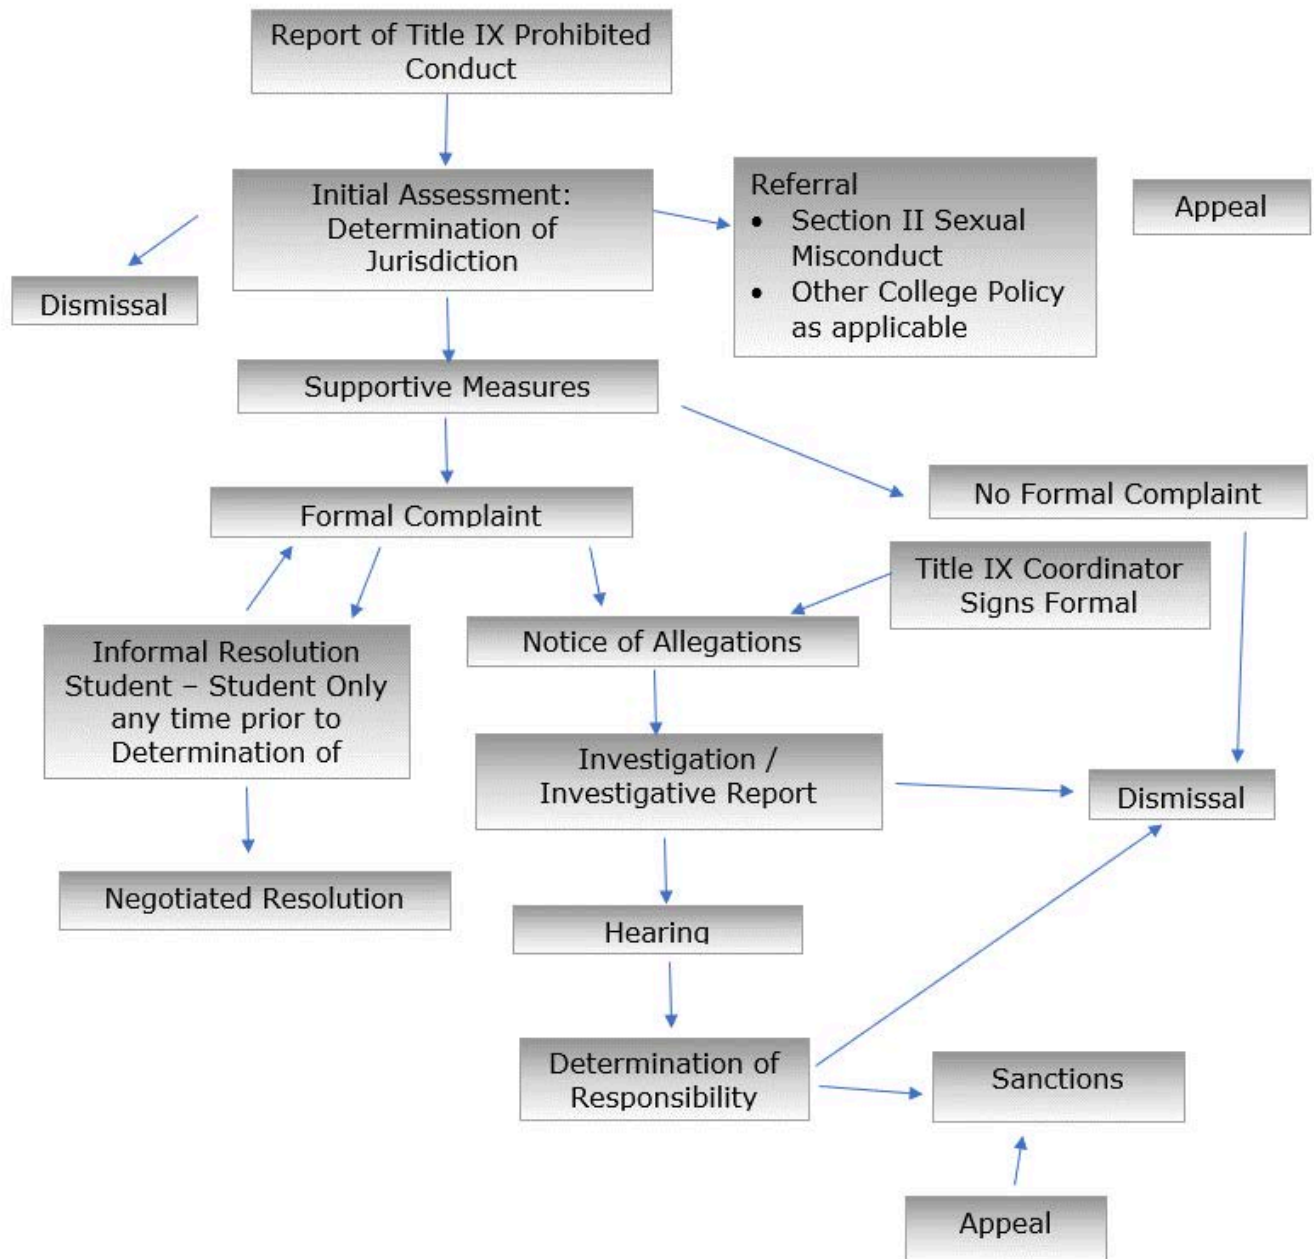 Report of Title IX Prohibited
Conduct
Initial Assessment:
Determination of
Jurisdiction
Referral
• Section II Sexual
Misconduct
• Other College Policy
as applicable
Appeal
Dismissal
Supportive Measures
No Formal Complaint
Formal Complaint
Title IX Coordinator
Signs Formal
Notice of Allegations
Informal Resolution
Student – Student Only
any time prior to
Determination of
Investigation /
Investigative Report
Dismissal
Negotiated Resolution
Hearing
Determination of
Responsibility
Sanctions
Appeal